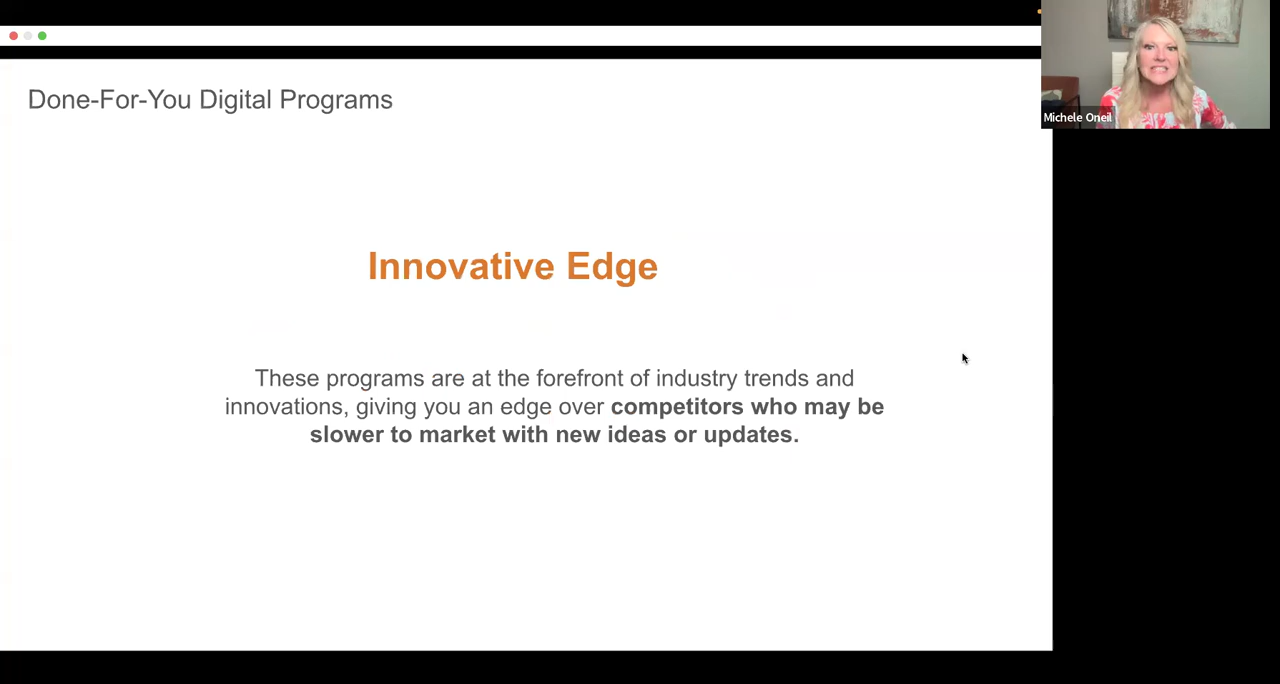 Done-For-You Digital Programs
Michele Oneil
Innovative Edge
These programs are at the forefront of industry trends and
innovations, giving you an edge over competitors who may be
slower to market with new ideas or updates.